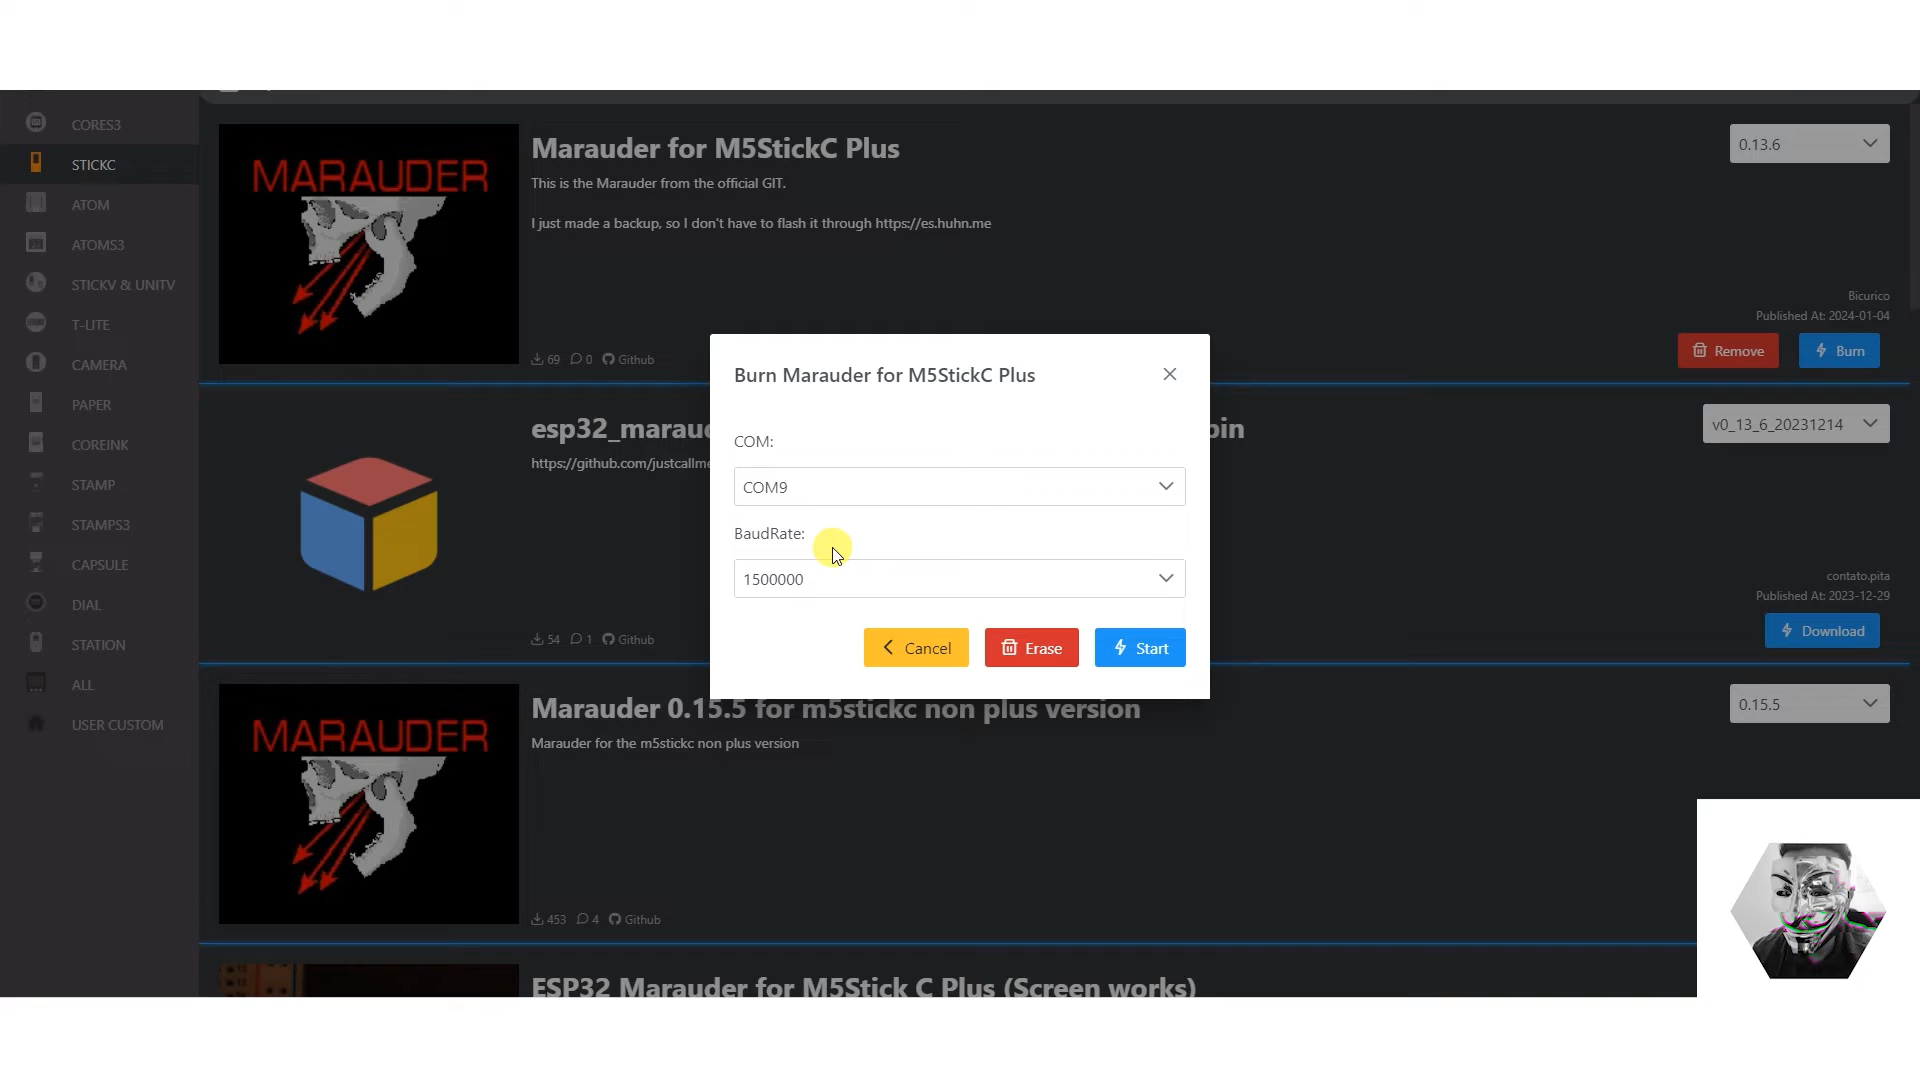 CORES3
STICKC
ATOM
ATOMS3
STICKV & UNITV
T-LITE
CAMERA
PAPER
COREINK
STAMP
STAMPS3
CAPSULE
DIAL
STATION
ALL
USER CUSTOM
MARAUDER
Marauder for M5StickC Plus
This is the Marauder from the official GIT.
I just made a backup, so I don't have to flash it through https://es.huhn.me
69 0 Github
0.13.6
Bicurico
Published At: 2024-01-04
Remove Burn
Burn Marauder for M5StickC Plus
COM:
COM9
BaudRate:
1500000
Cancel Erase Start
bin
https://github.com/justcallme
54 1 Github
v0_13_6_20231214
contato.pita
Published At: 2023-12-29
Download
MARAUDER
Marauder 0.15.5 for m5stickc non plus version
Marauder for the m5stickc non plus version
453 4 Github
0.15.5
ESP32 Marauder for M5Stick C Plus (Screen works)